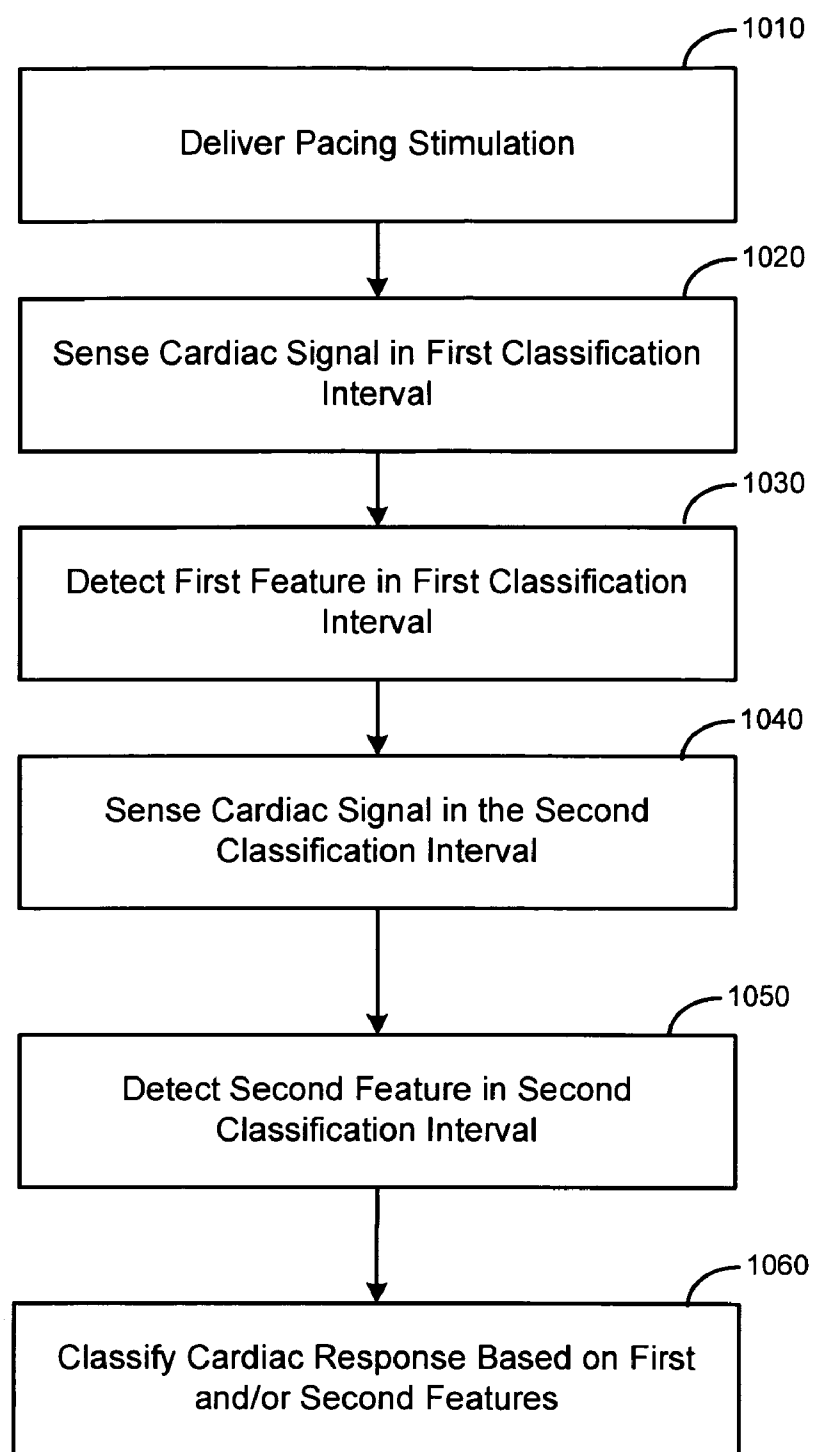 1010
Deliver Pacing Stimulation
1020
Sense Cardiac Signal in First Classification
Interval
1030
Detect First Feature in First Classification
Interval
1040
Sense Cardiac Signal in the Second
Classification Interval
1050
Detect Second Feature in Second
Classification Interval
1060
Classify Cardiac Response Based on First
and/or Second Features